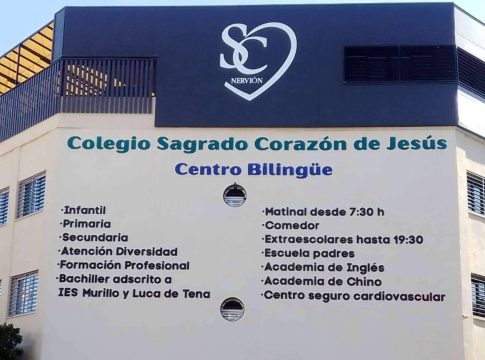 SC
NERVIÓN
Colegio Sagrado Corazón de Jesús
Centro Bilingüe
·Infantil
·Primaria
·Secundaria
·Atención Diversidad
·Formación Profesional
·Bachiller adscrito a
IES Murillo y Luca de Tena
·Matinal desde 7:30 h
·Comedor
·Extraescolares hasta 19:30
·Escuela padres
·Academia de Inglés
·Academia de Chino
·Centro seguro cardiovascular